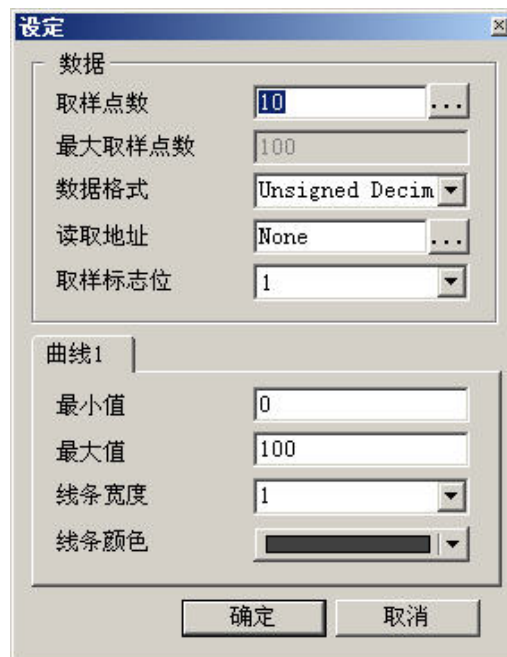 设定
数据
取样点数 10 ...
最大取样点数 100
数据格式 Unsigned Decim
读取地址 None ...
取样标志位 1
曲线1
最小值 0
最大值 100
线条宽度 1
线条颜色
确定 取消